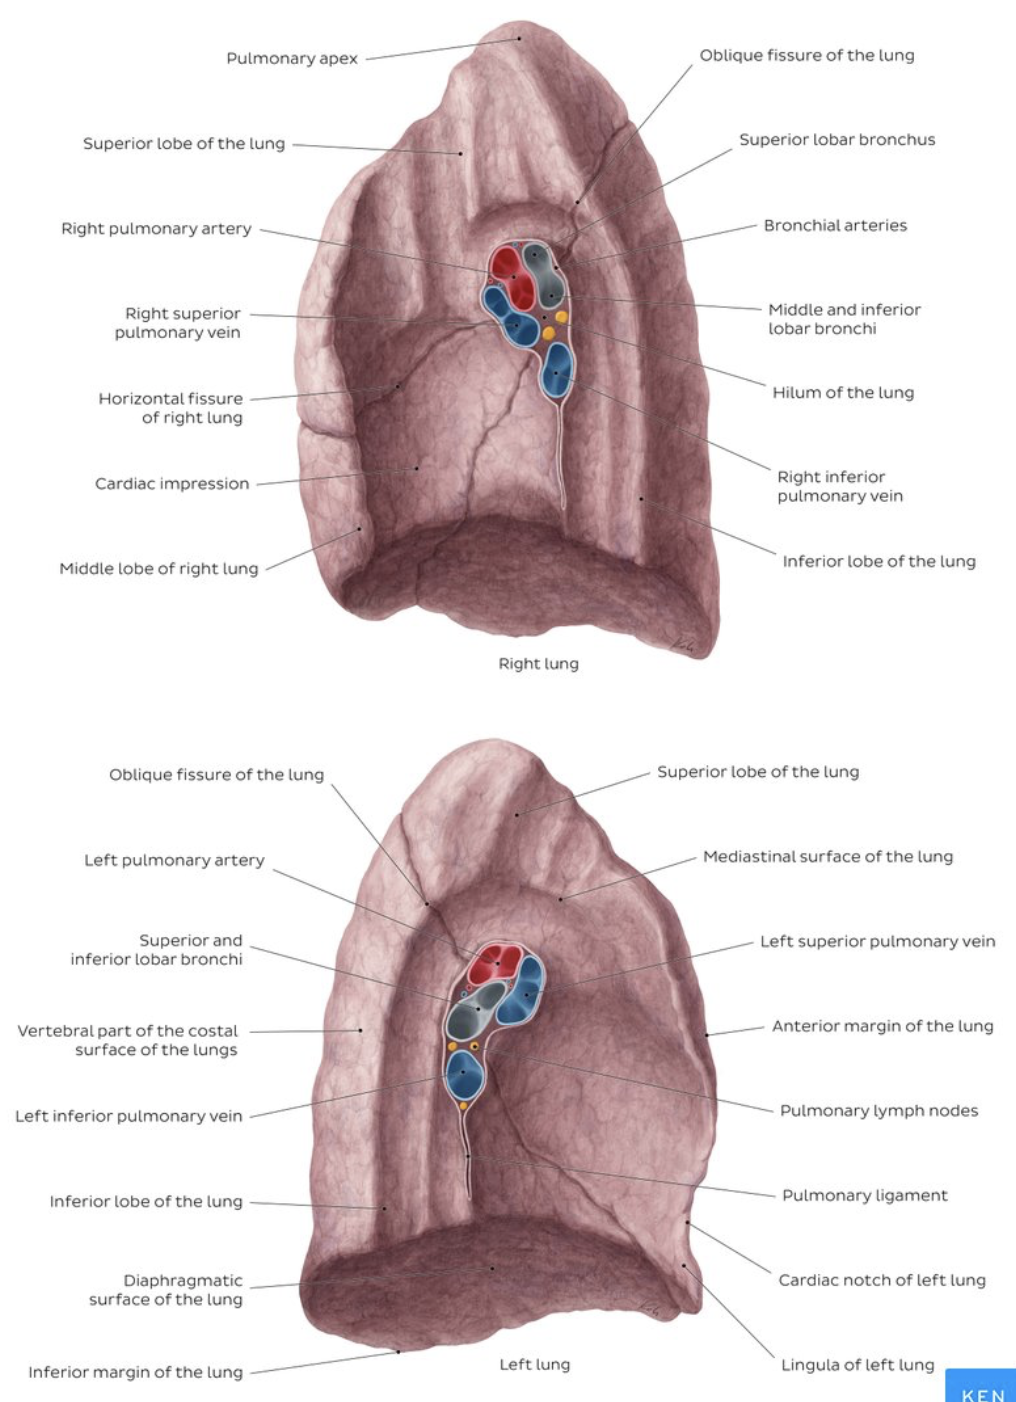 Pulmonary apex
Oblique fissure of the lung
Superior lobe of the lung
Superior lobar bronchus
Right pulmonary artery
Bronchial arteries
Right superior
pulmonary vein
Middle and inferior
lobar bronchi
Horizontal fissure
of right lung
Hilum of the lung
Cardiac impression
Right inferior
pulmonary vein
Middle lobe of right lung
Inferior lobe of the lung
Right lung
Oblique fissure of the lung
Superior lobe of the lung
Left pulmonary artery
Mediastinal surface of the lung
Superior and
inferior lobar bronchi
Left superior pulmonary vein
Vertebral part of the costal
surface of the lungs
Anterior margin of the lung
Left inferior pulmonary vein
Pulmonary lymph nodes
Inferior lobe of the lung
Pulmonary ligament
Diaphragmatic
surface of the lung
Cardiac notch of left lung
Inferior margin of the lung
Left lung
Lingula of left lung
KEN